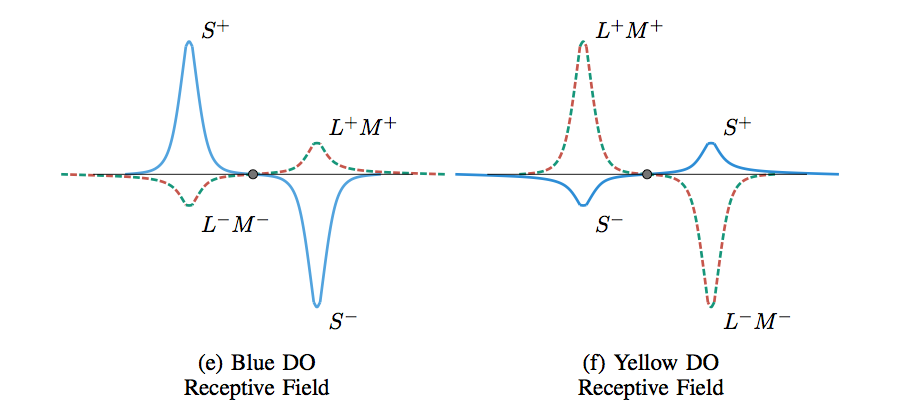 S⁺
L⁺M⁺
L⁻M⁻
S⁻
(e) Blue DO
Receptive Field
L⁺M⁺
S⁺
S⁻
L⁻M⁻
(f) Yellow DO
Receptive Field